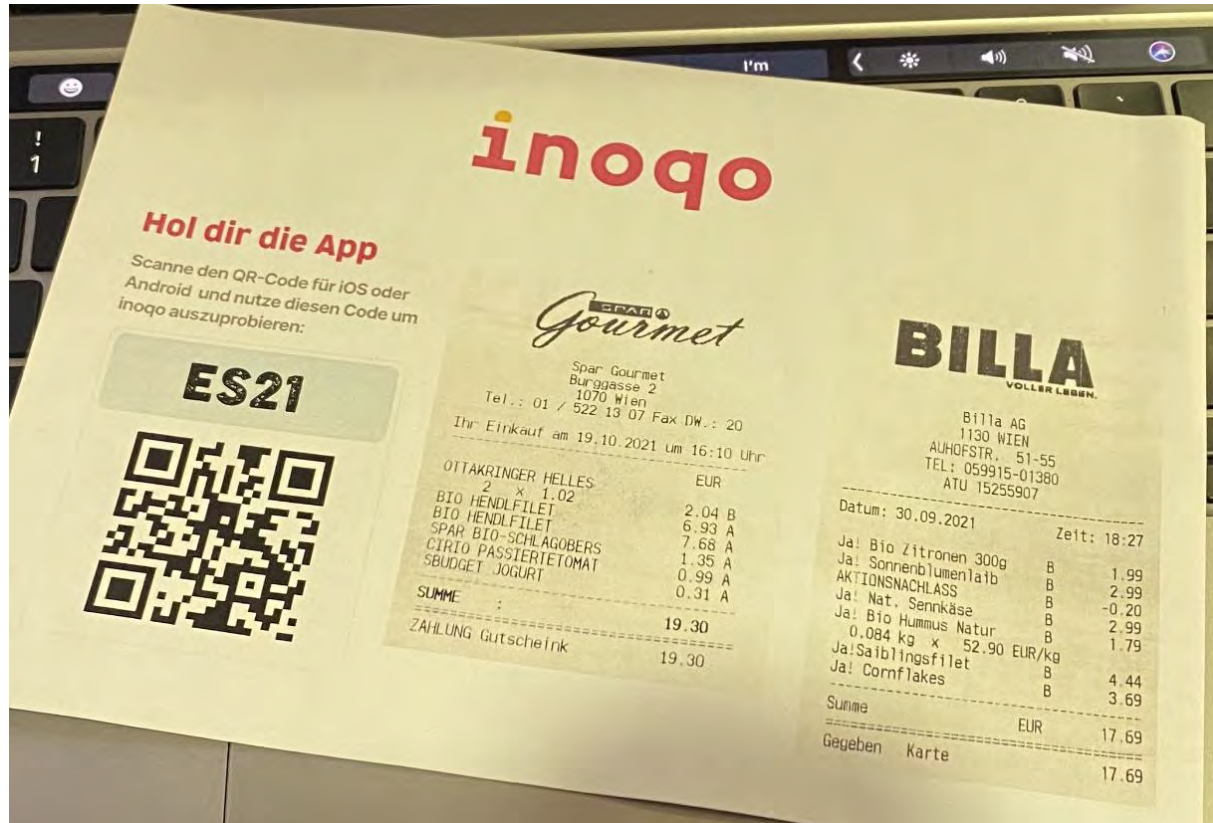 I'm
!
1
inoqo
Hol dir die App
Scanne den QR-Code für iOS oder
Android und nutze diesen Code um
inoqo auszuprobieren:
ES21
SPAR
Gourmet
Spar Gourmet
Burggasse 2
1070 Wien
Tel.: 01 / 522 13 07 Fax DW.: 20
Ihr Einkauf am 19.10.2021 um 16:10 Uhr
EUR
OTTAKRINGER HELLES
2 x 1.02 2.04 B
BIO HENDLFILET 6.93 A
BIO HENDLFILET 7.68 A
SPAR BIO-SCHLAGOBERS 1.35 A
CIRIO PASSIERTETOMAT 0.99 A
SBUDGET JOGURT 0.31 A
SUMME : 19.30
ZAHLUNG Gutscheink 19.30
BILLA
VOLLER LEBEN.
Billa AG
1130 WIEN
AUHOFSTR. 51-55
TEL: 059915-01380
ATU 15255907
Datum: 30.09.2021 Zeit: 18:27
Ja! Bio Zitronen 300g B 1.99
Ja! Sonnenblumenlaib B 2.99
AKTIONSNACHLASS B -0.20
Ja! Nat. Sennkäse B 2.99
Ja! Bio Hummus Natur B 1.79
0.084 kg x 52.90 EUR/kg
Ja!Saiblingsfilet B 4.44
Ja! Cornflakes B 3.69
Summe EUR 17.69
Gegeben Karte 17.69